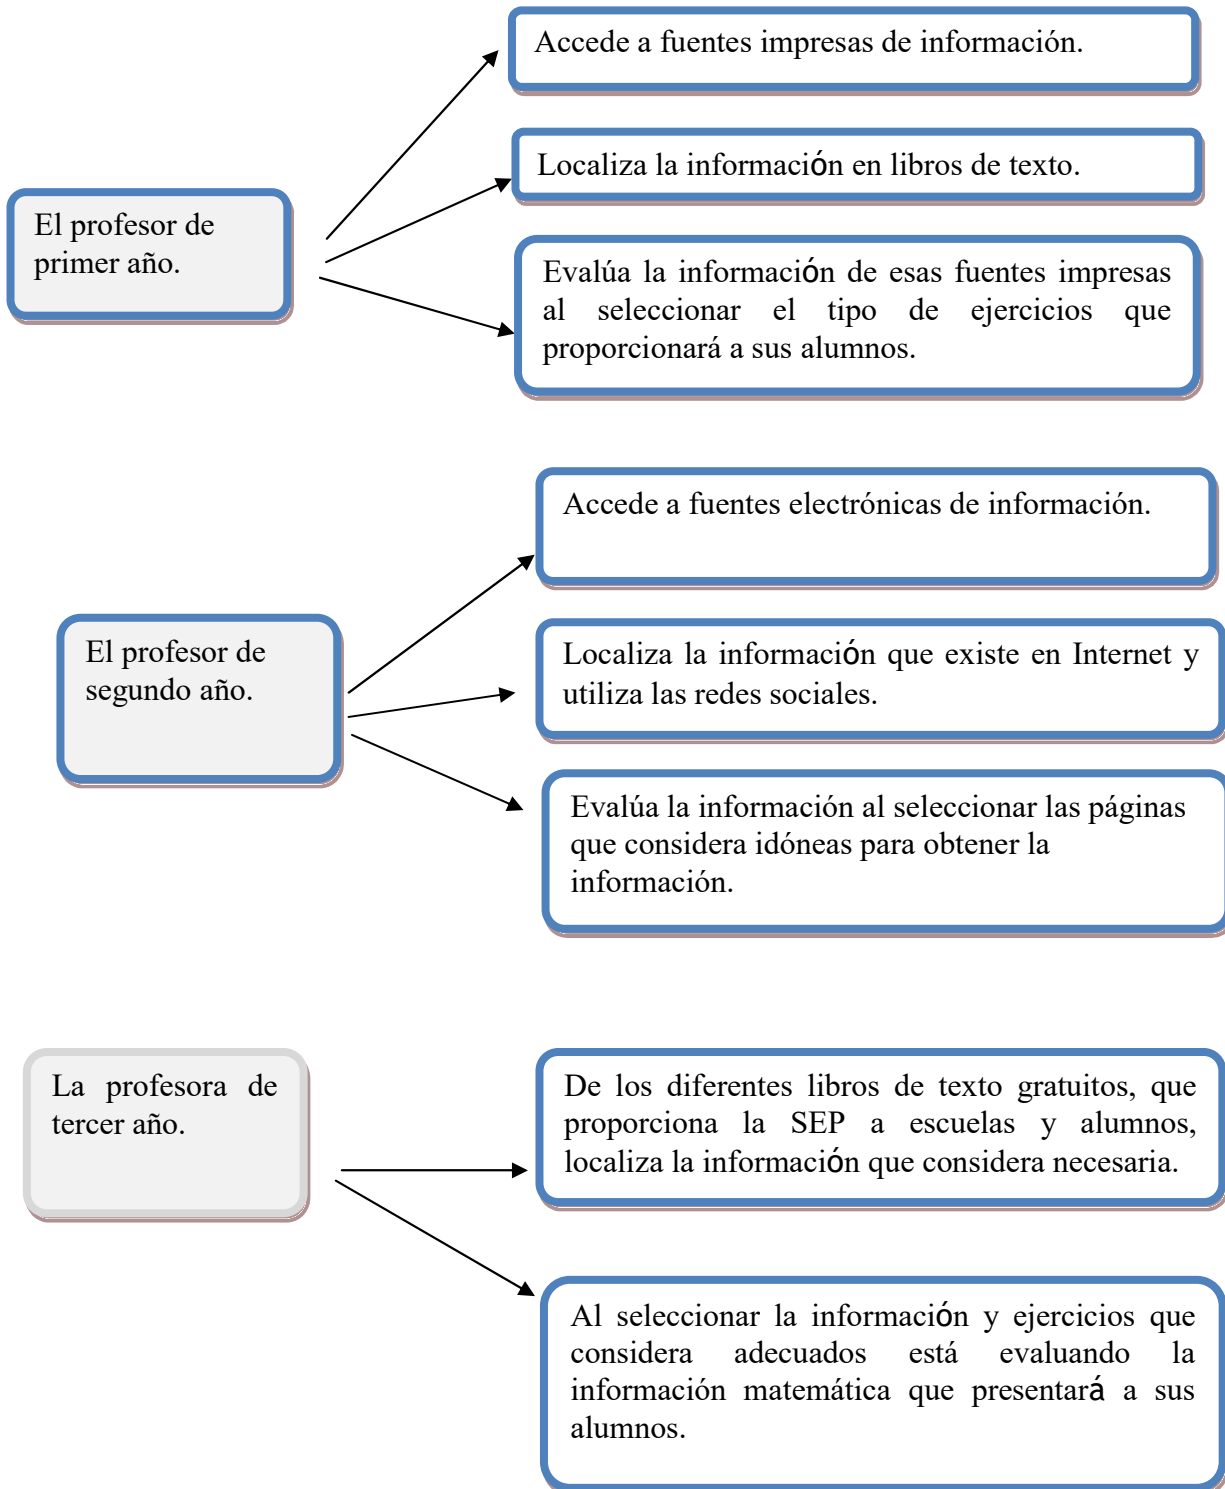 Accede a fuentes impresas de información.
Localiza la información en libros de texto.
El profesor de
primer año.
Evalúa la información de esas fuentes impresas
al seleccionar el tipo de ejercicios que
proporcionará a sus alumnos.
Accede a fuentes electrónicas de información.
El profesor de
segundo año.
Localiza la información que existe en Internet y
utiliza las redes sociales.
Evalúa la información al seleccionar las páginas
que considera idóneas para obtener la
información.
La profesora de
tercer año.
De los diferentes libros de texto gratuitos, que
proporciona la SEP a escuelas y alumnos,
localiza la información que considera necesaria.
Al seleccionar la información y ejercicios que
considera adecuados está evaluando la
información matemática que presentará a sus
alumnos.